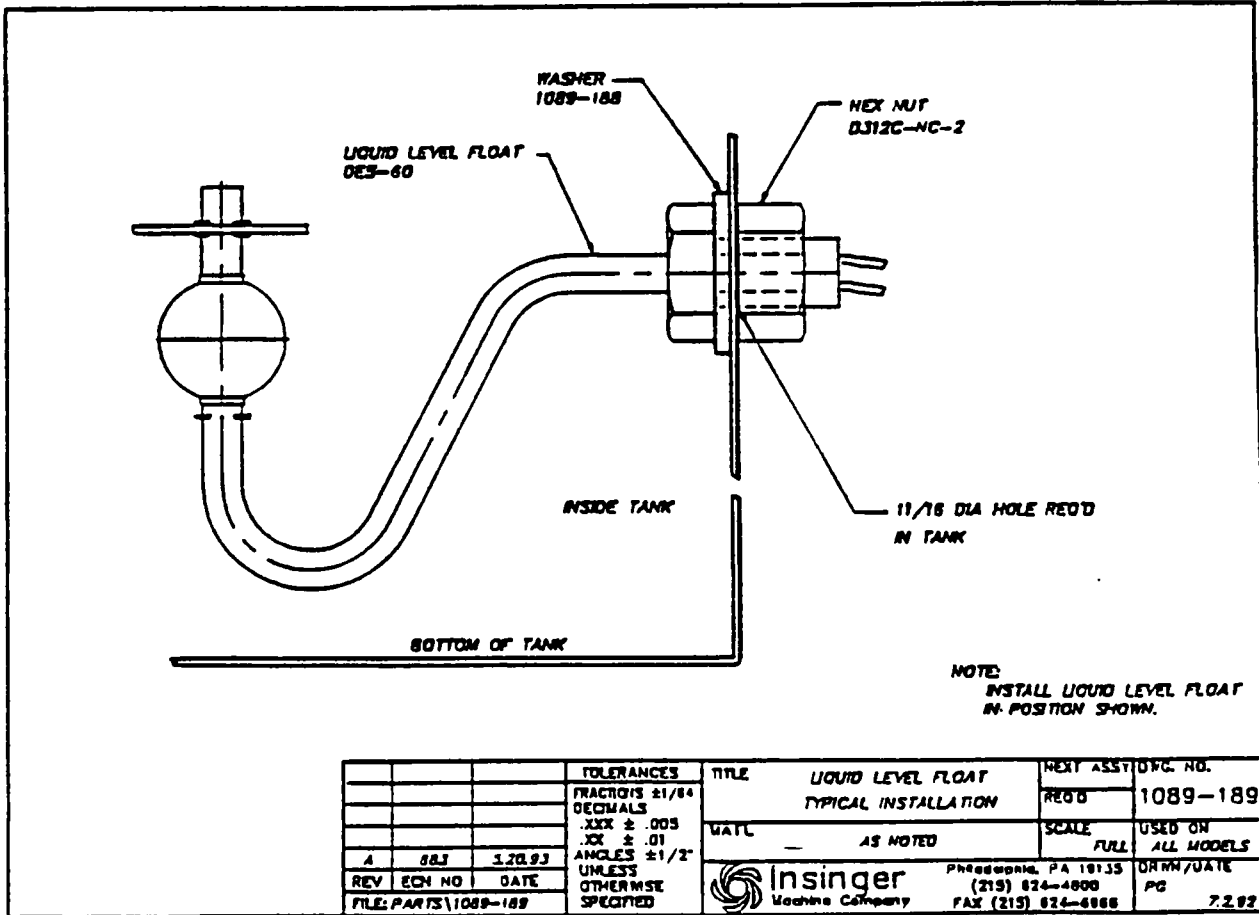 WASHER
1089-188
HEX NUT
D312C-NC-2
LIQUID LEVEL FLOAT
DES-60
INSIDE TANK
11/16 DIA HOLE REQ'D
IN TANK
BOTTOM OF TANK
NOTE:
INSTALL LIQUID LEVEL FLOAT
IN POSITION SHOWN.
TOLERANCES
FRACTIONS ±1/64
DECIMALS
.XXX ± .005
.XX ± .01
ANGLES ±1/2°
UNLESS
OTHERWISE
SPECIFIED
A 883 3.20.93
REV ECN NO DATE
FILE: PARTS\1089-189
TITLE
LIQUID LEVEL FLOAT
TYPICAL INSTALLATION
NEXT ASSY
REQ'D
DWG. NO.
1089-189
MATL
AS NOTED
SCALE
FULL
USED ON
ALL MODELS
Insinger
Machine Company
Philadelphia, PA 19135
(215) 624-4800
FAX (215) 624-6966
DRWN/DATE
PG
7.2.92